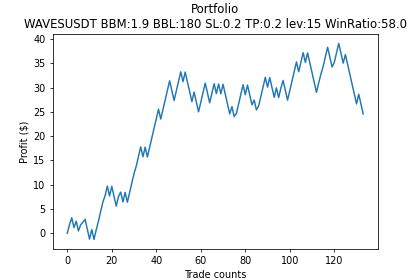 Portfolio
WAVESUSDT BBM:1.9 BBL:180 SL:0.2 TP:0.2 lev:15 WinRatio:58.0
40
35
30
25
20
15
10
5
0
Profit ($)
0 20 40 60 80 100 120
Trade counts